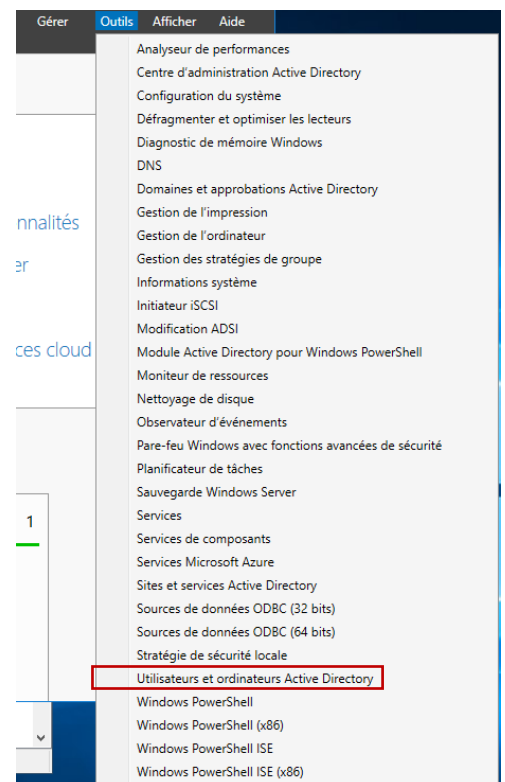 Gérer Outils Afficher Aide
Analyseur de performances
Centre d'administration Active Directory
Configuration du système
Défragmenter et optimiser les lecteurs
Diagnostic de mémoire Windows
DNS
Domaines et approbations Active Directory
Gestion de l'impression
nnalités
Gestion de l'ordinateur
er
Gestion des stratégies de groupe
Informations système
Initiateur iSCSI
Modification ADSI
ces cloud
Module Active Directory pour Windows PowerShell
Moniteur de ressources
Nettoyage de disque
Observateur d'événements
Pare-feu Windows avec fonctions avancées de sécurité
Planificateur de tâches
Sauvegarde Windows Server
Services
1
Services de composants
Services Microsoft Azure
Sites et services Active Directory
Sources de données ODBC (32 bits)
Sources de données ODBC (64 bits)
Stratégie de sécurité locale
Utilisateurs et ordinateurs Active Directory
Windows PowerShell
Windows PowerShell (x86)
Windows PowerShell ISE
Windows PowerShell ISE (x86)